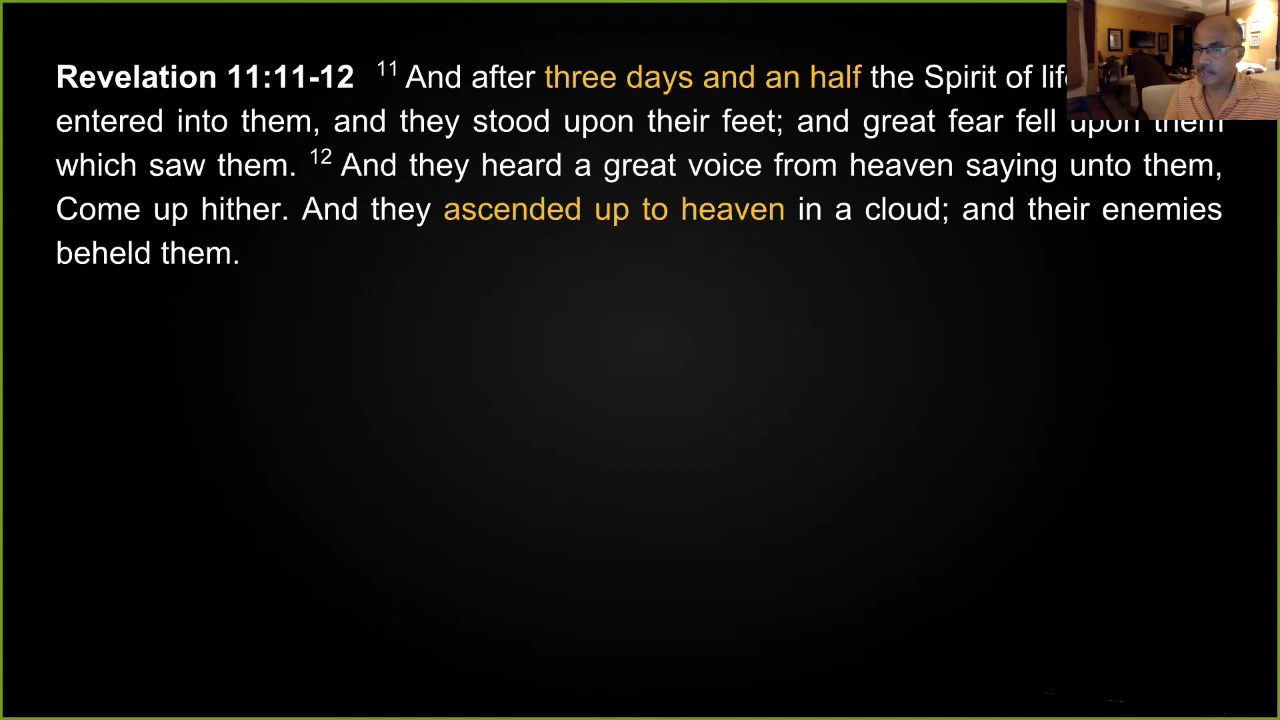 Revelation 11:11-12 11 And after three days and an half the Spirit of
entered into them, and they stood upon their feet; and great fear fell upon them
which saw them. 12 And they heard a great voice from heaven saying unto them,
Come up hither. And they ascended up to heaven in a cloud; and their enemies
beheld them.